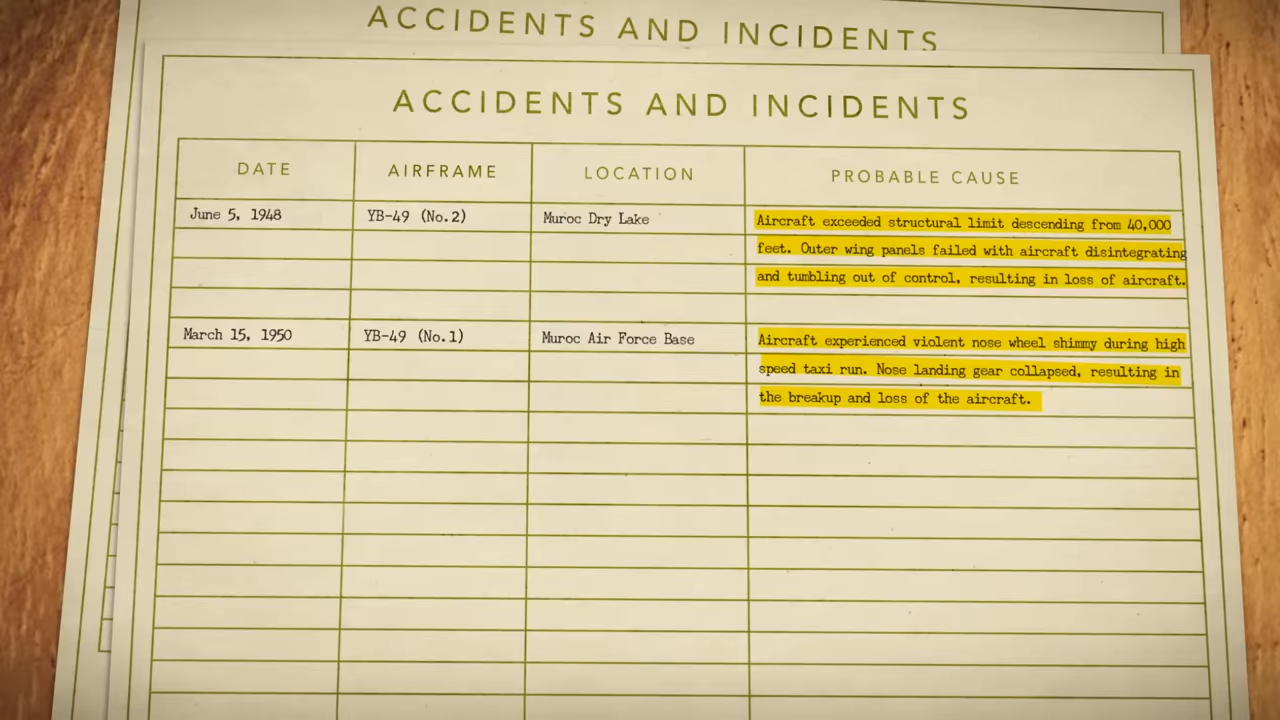 ACCIDENTS AND INCIDENTS
ACCIDENTS AND INCIDENTS
DATE AIRFRAME LOCATION PROBABLE CAUSE
June 5, 1948 YB-49 (No.2) Muroc Dry Lake Aircraft exceeded structural limit descending from 40,000
feet. Outer wing panels failed with aircraft disintegrating
and tumbling out of control, resulting in loss of aircraft.
March 15, 1950 YB-49 (No.1) Muroc Air Force Base Aircraft experienced violent nose wheel shimmy during high
speed taxi run. Nose landing gear collapsed, resulting in
the breakup and loss of the aircraft.